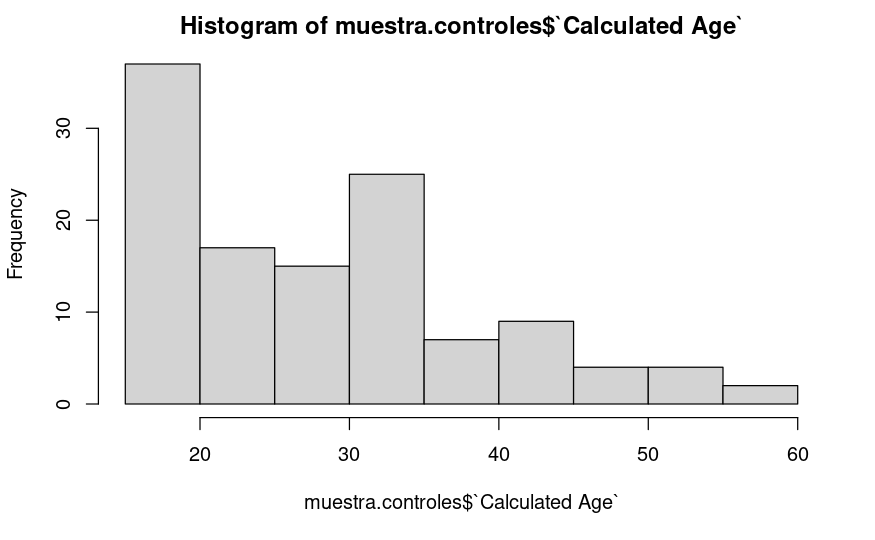 Histogram of muestra.controles$`Calculated Age`
Frequency
30
20
10
0
20 30 40 50 60
muestra.controles$`Calculated Age`